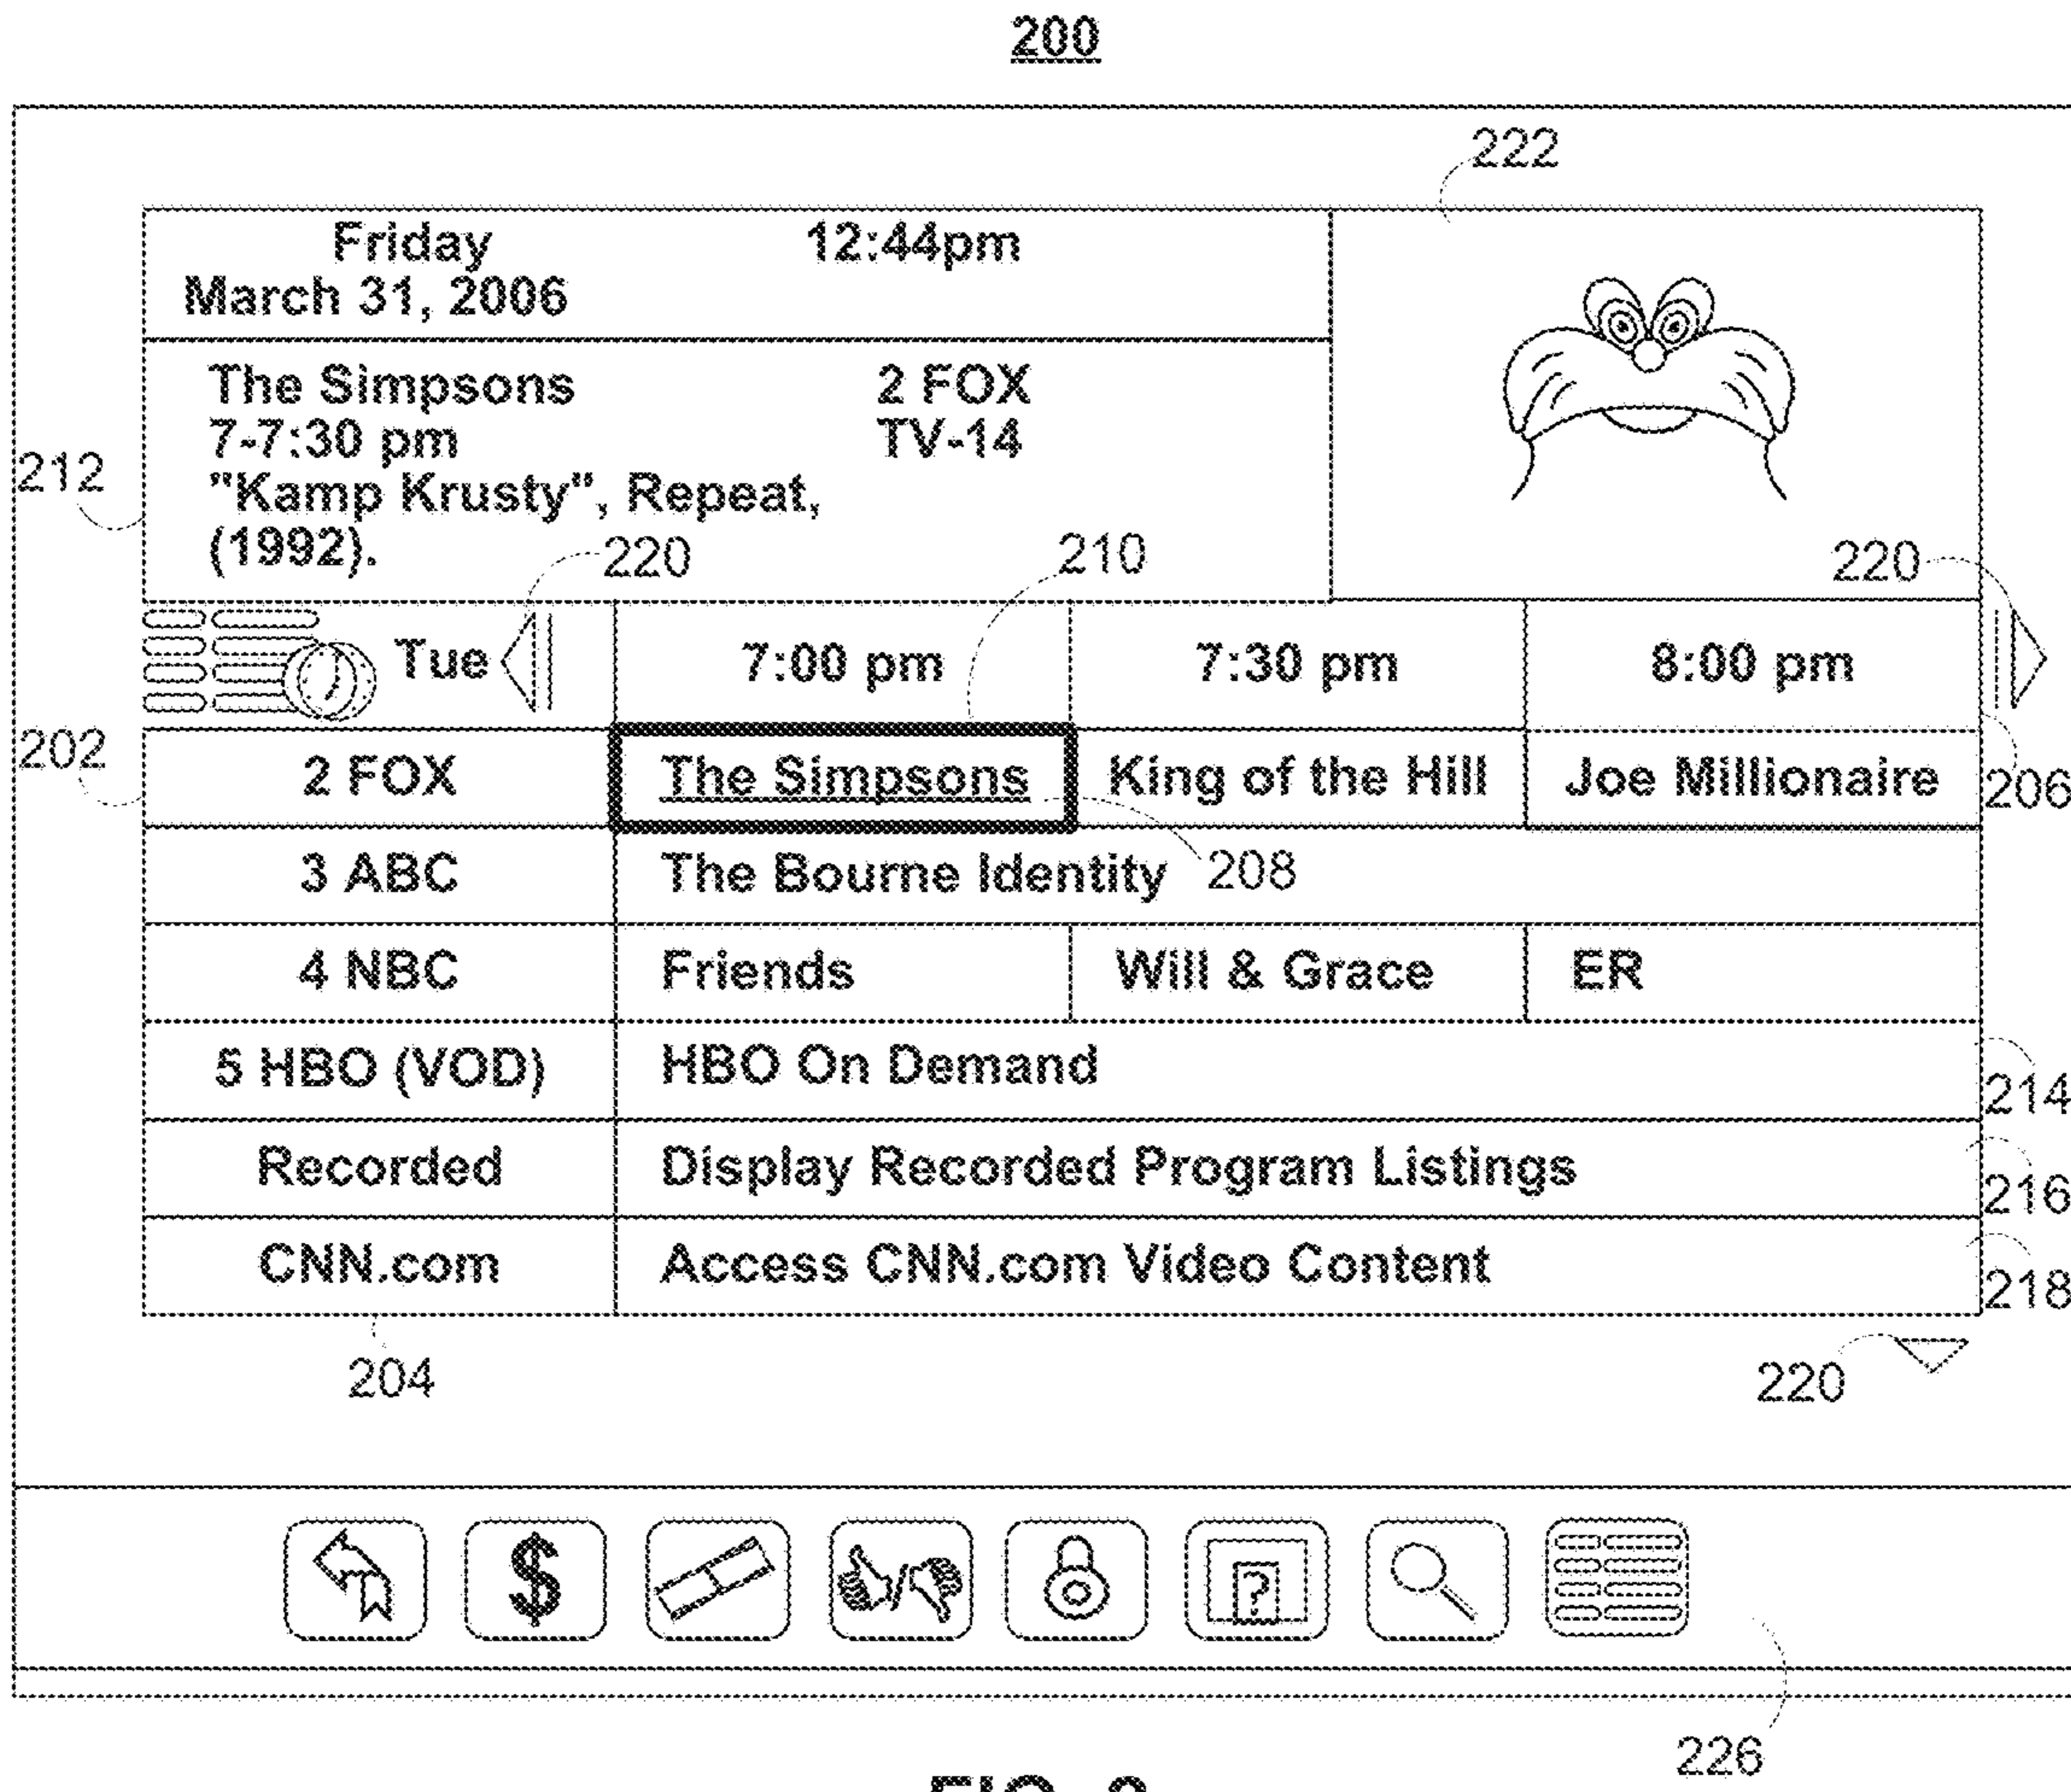 200
222
Friday 12:44pm
March 31, 2006
The Simpsons 2 FOX
7-7:30 pm TV-14
212
"Kamp Krusty", Repeat,
(1992).
220 210 220
Tue 7:00 pm 7:30 pm 8:00 pm
202
2 FOX The Simpsons King of the Hill Joe Millionaire
206
3 ABC The Bourne Identity 208
4 NBC Friends Will & Grace ER
5 HBO (VOD) HBO On Demand
214
Recorded Display Recorded Program Listings
216
CNN.com Access CNN.com Video Content
218
204 220
$ / ?
226